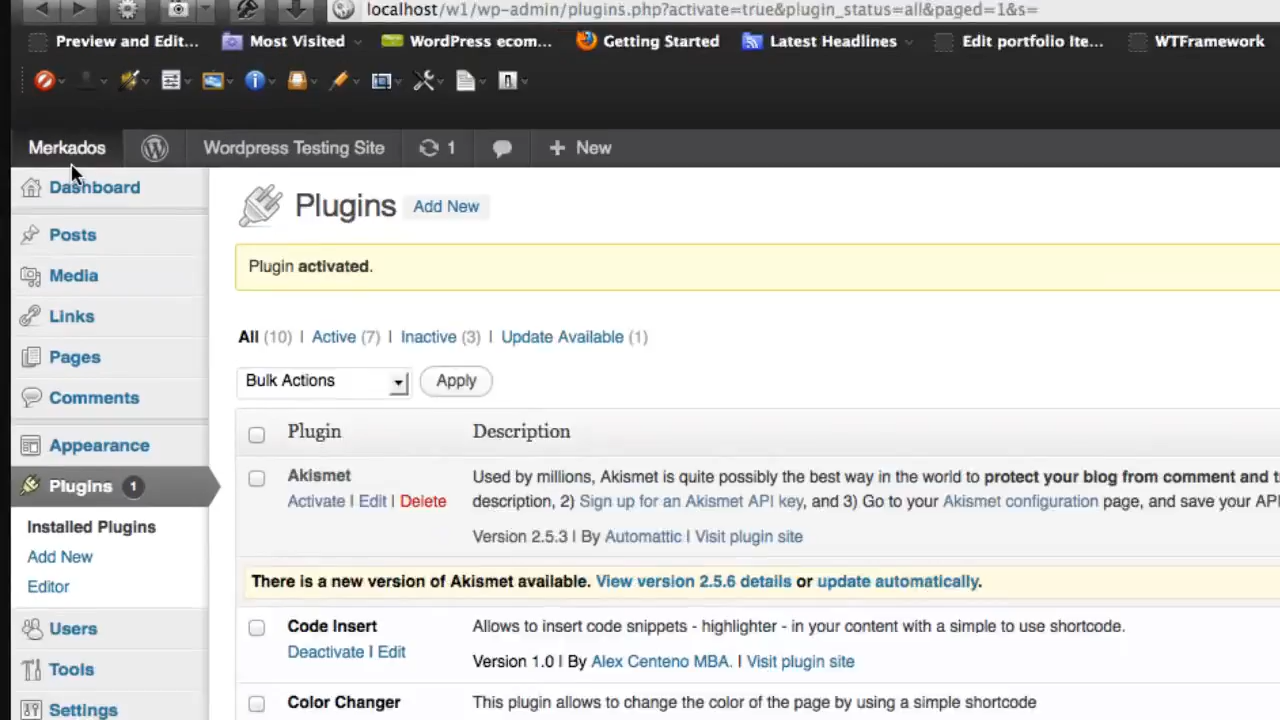 localhost/w1/wp-admin/plugins.php?activate=true&plugin_status=all&paged=1&s=
Preview and Edit... Most Visited WordPress ecom... Getting Started Latest Headlines Edit portfolio Ite... WTFramework
Merkados Wordpress Testing Site 1 + New
Dashboard
Posts
Media
Links
Pages
Comments
Appearance
Plugins 1
Installed Plugins
Add New
Editor
Users
Tools
Settings
Plugins Add New
Plugin activated.
All (10) | Active (7) | Inactive (3) | Update Available (1)
Bulk Actions Apply
Plugin Description
Akismet Used by millions, Akismet is quite possibly the best way in the world to protect your blog from comment and t
Activate | Edit | Delete description, 2) Sign up for an Akismet API key, and 3) Go to your Akismet configuration page, and save your API
Version 2.5.3 | By Automattic | Visit plugin site
There is a new version of Akismet available. View version 2.5.6 details or update automatically.
Code Insert Allows to insert code snippets - highlighter - in your content with a simple to use shortcode.
Deactivate | Edit Version 1.0 | By Alex Centeno MBA. | Visit plugin site
Color Changer This plugin allows to change the color of the page by using a simple shortcode